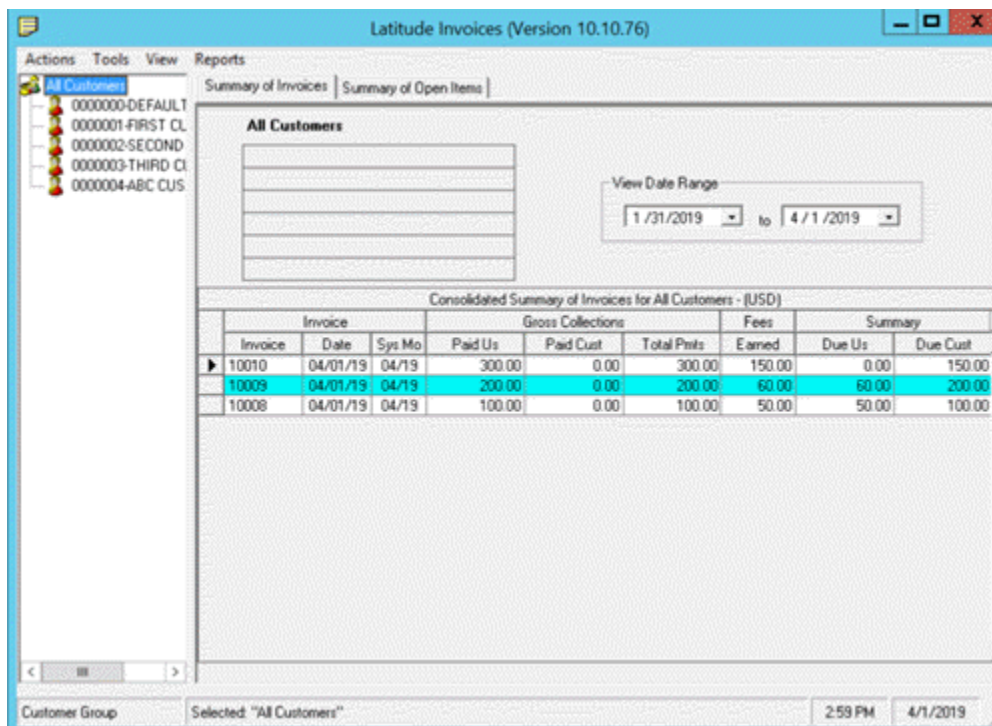 Latitude Invoices (Version 10.10.76)
Actions Tools View Reports
All Customers
0000000-DEFAULT
0000001-FIRST CL
0000002-SECOND
0000003-THIRD CU
0000004-ABC CUS
Summary of Invoices Summary of Open Items
All Customers
View Date Range
1 /31/2019 to 4 / 1 /2019
Consolidated Summary of Invoices for All Customers - (USD)
Invoice Gross Collections Fees Summary
Invoice Date Sys Mo Paid Us Paid Cust Total Pmts Earned Due Us Due Cust
10010 04/01/19 04/19 300.00 0.00 300.00 150.00 0.00 150.00
10009 04/01/19 04/19 200.00 0.00 200.00 60.00 60.00 200.00
10008 04/01/19 04/19 100.00 0.00 100.00 50.00 50.00 100.00
Customer Group Selected: "All Customers" 2:59 PM 4/1/2019